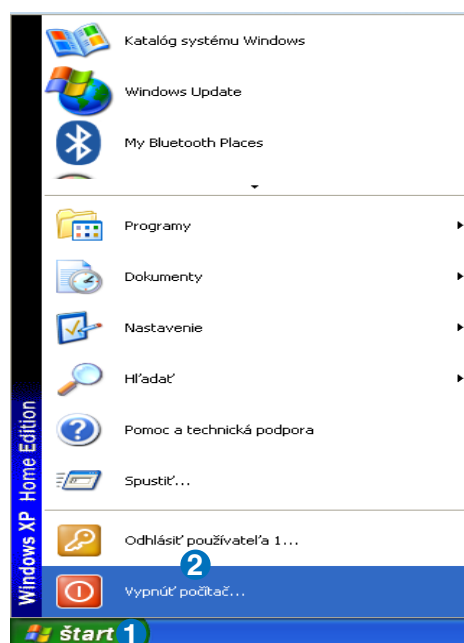 Katalóg systému Windows
Windows Update
My Bluetooth Places
Programy
Dokumenty
Nastavenie
Hľadať
Pomoc a technická podpora
Spustiť...
Odhlásiť používateľa 1...
2
Vypnúť počítač...
Windows XP Home Edition
štart 1